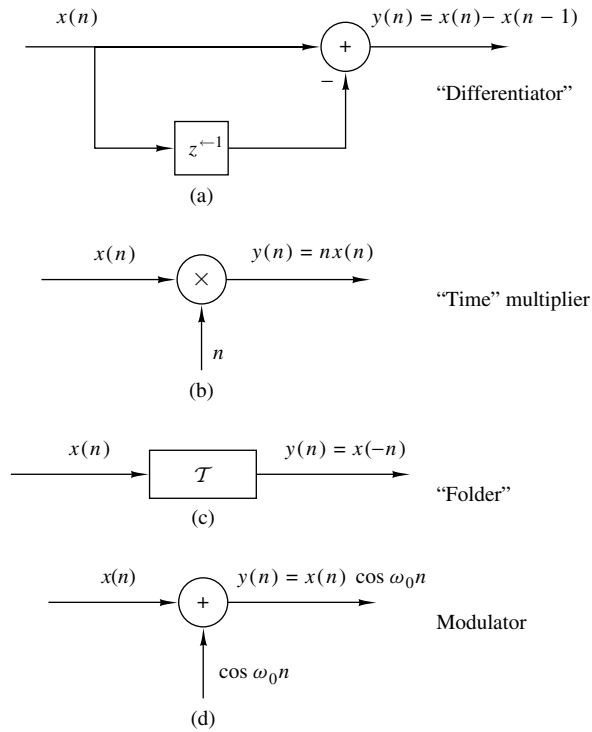 x(n)
y(n) = x(n) − x(n − 1)
+
−
“Differentiator”
z←1
(a)
x(n)
y(n) = nx(n)
×
“Time” multiplier
n
(b)
x(n)
y(n) = x(−n)
𝒯
“Folder”
(c)
x(n)
y(n) = x(n) cos ω₀n
+
Modulator
cos ω₀n
(d)